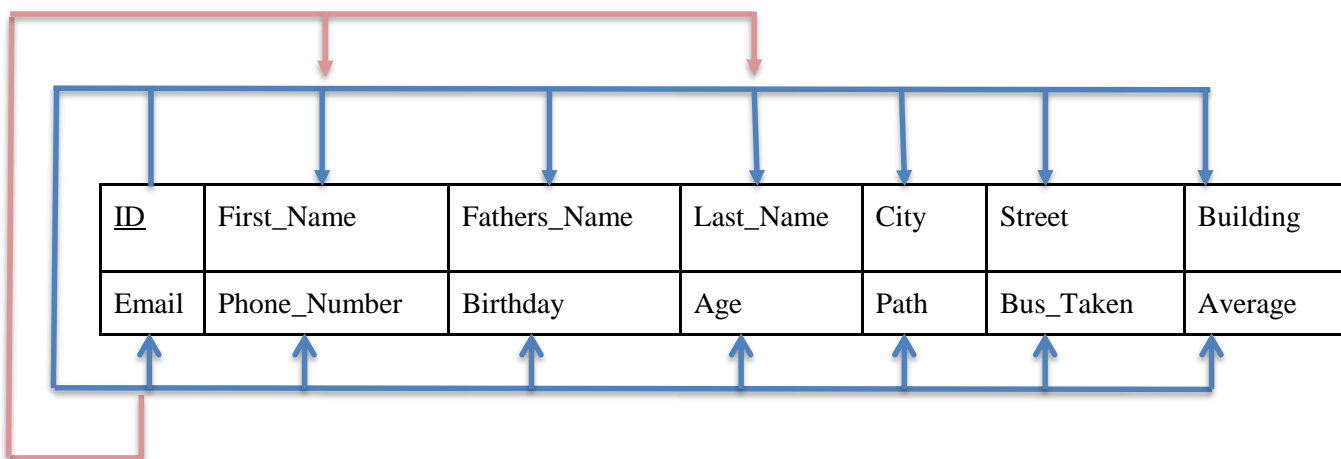 ID First_Name Fathers_Name Last_Name City Street Building
Email Phone_Number Birthday Age Path Bus_Taken Average